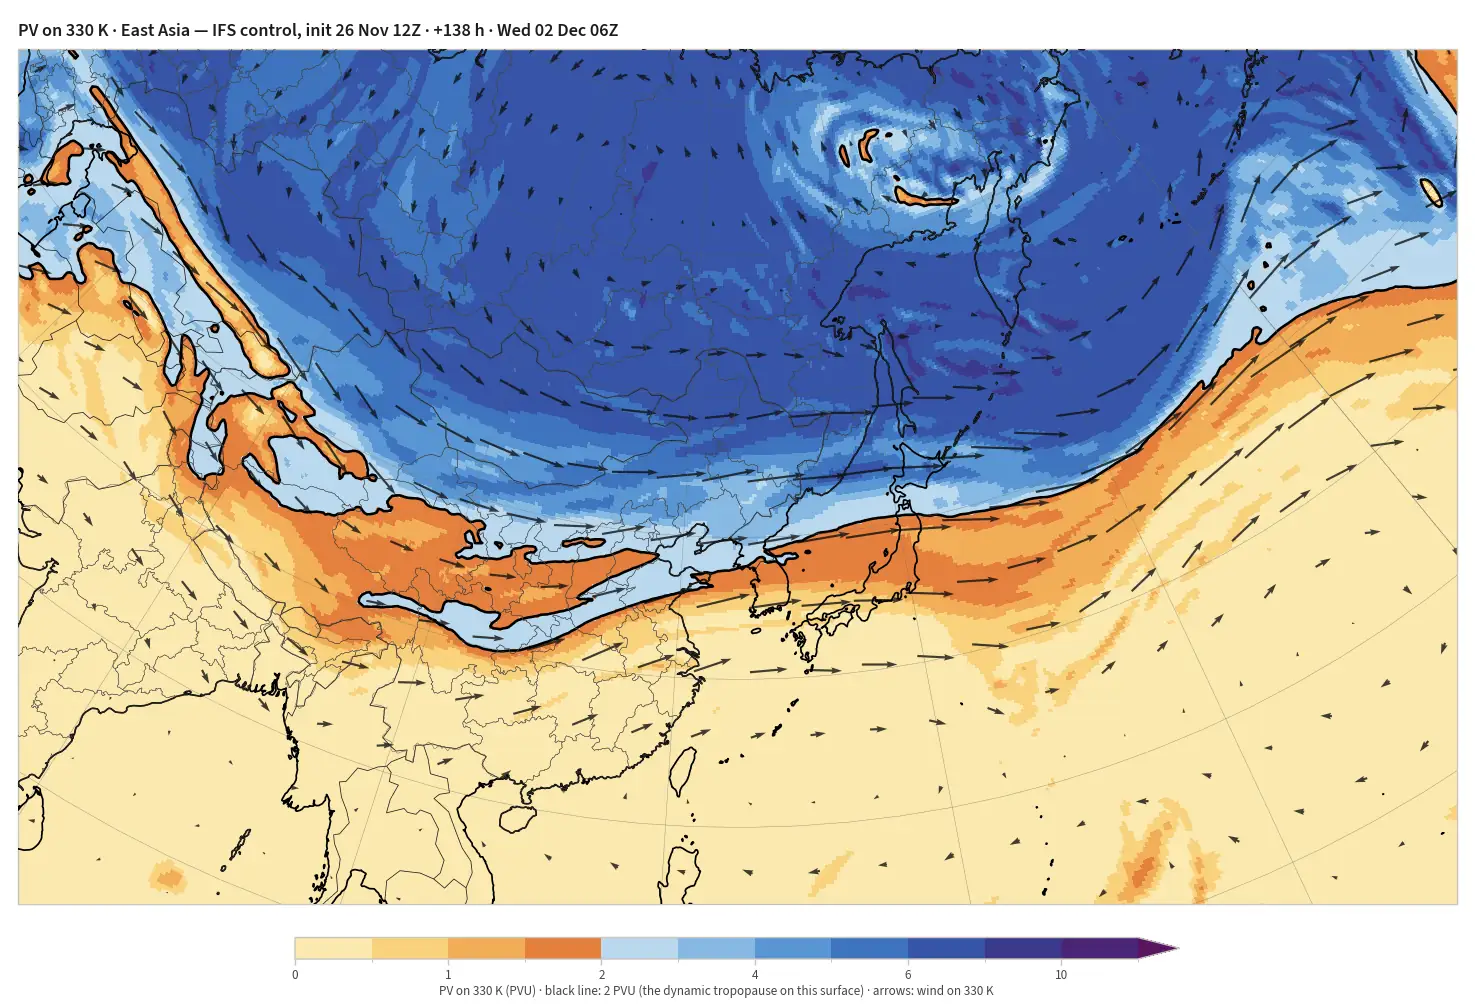 PV on 330 K · East Asia — IFS control, init 26 Nov 12Z · +138 h · Wed 02 Dec 06Z
0 1 2 4 6 10
PV on 330 K (PVU) · black line: 2 PVU (the dynamic tropopause on this surface) · arrows: wind on 330 K